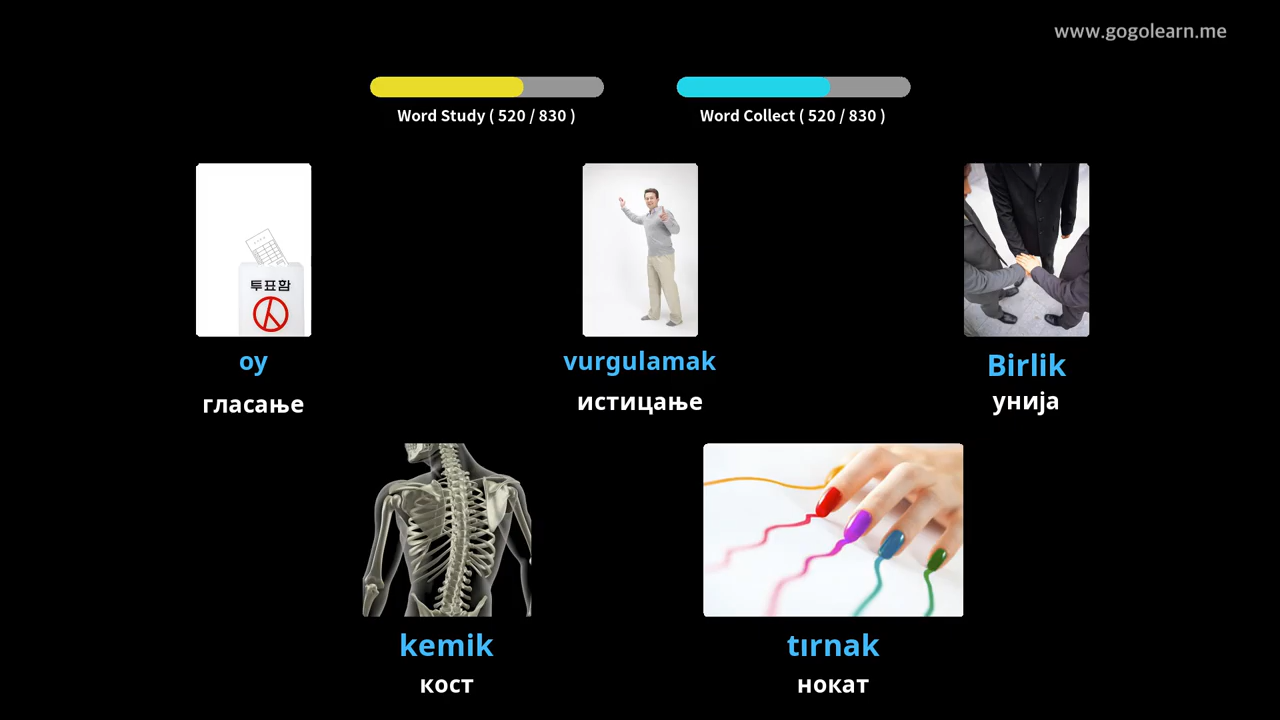 www.gogolearn.me
Word Study ( 520 / 830 )
Word Collect ( 520 / 830 )
투표함
oy
гласање
vurgulamak
истицање
Birlik
унија
kemik
кост
tırnak
нокат